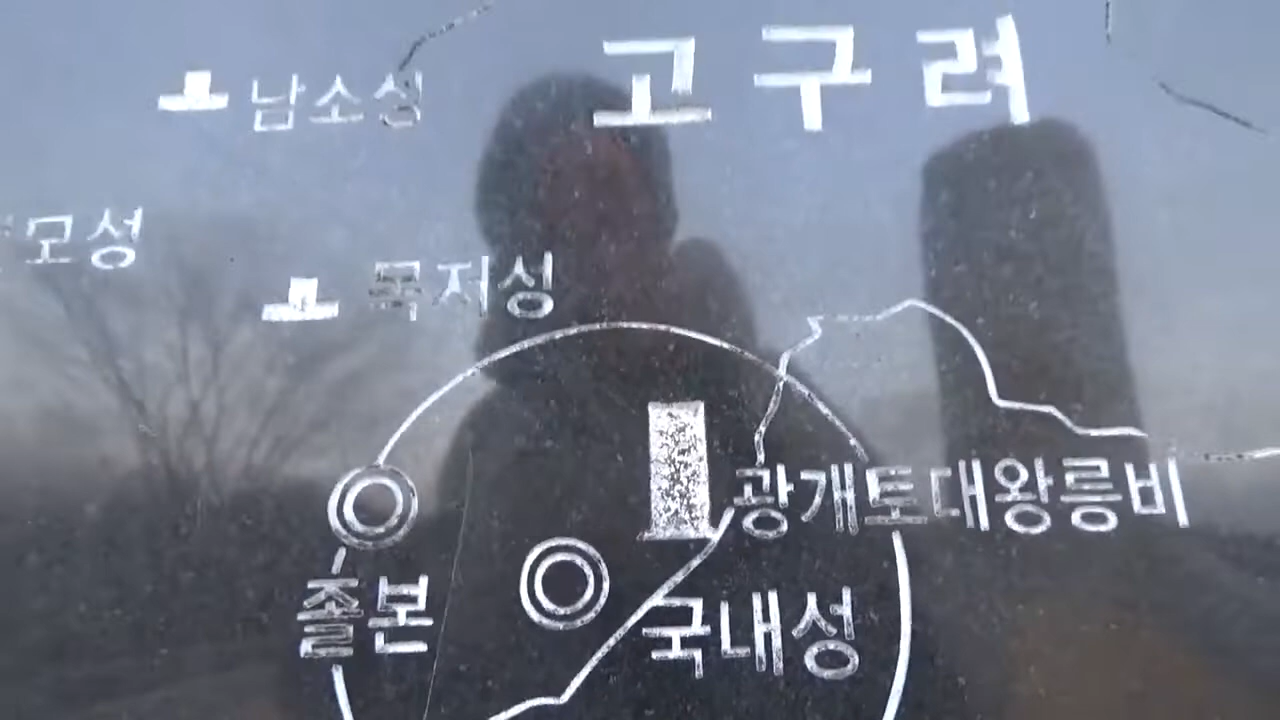 고구려
남소성
모성
목저성
광개토대왕릉비
졸본
국내성